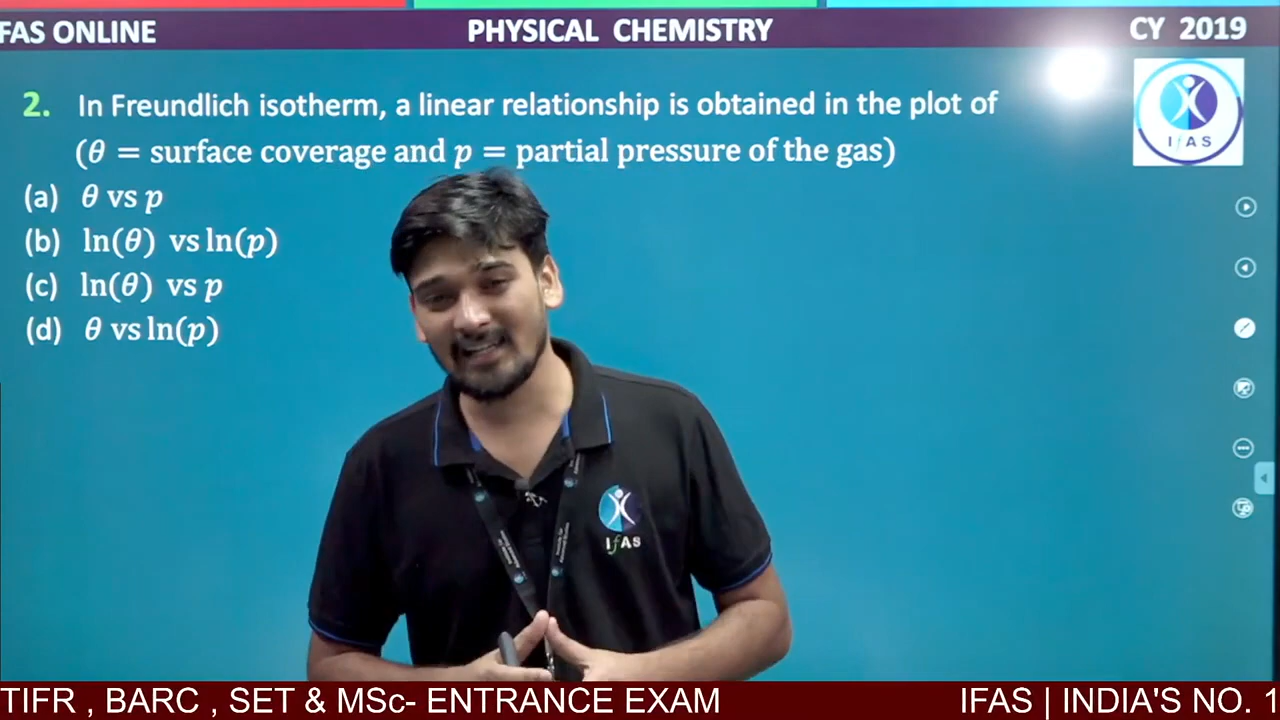 FAS ONLINE PHYSICAL CHEMISTRY CY 2019
2. In Freundlich isotherm, a linear relationship is obtained in the plot of
(θ = surface coverage and p = partial pressure of the gas)
(a) θ vs p
(b) ln(θ) vs ln(p)
(c) ln(θ) vs p
(d) θ vs ln(p)
IfAS
IfAS
TIFR , BARC , SET & MSc- ENTRANCE EXAM IFAS | INDIA'S NO. 1